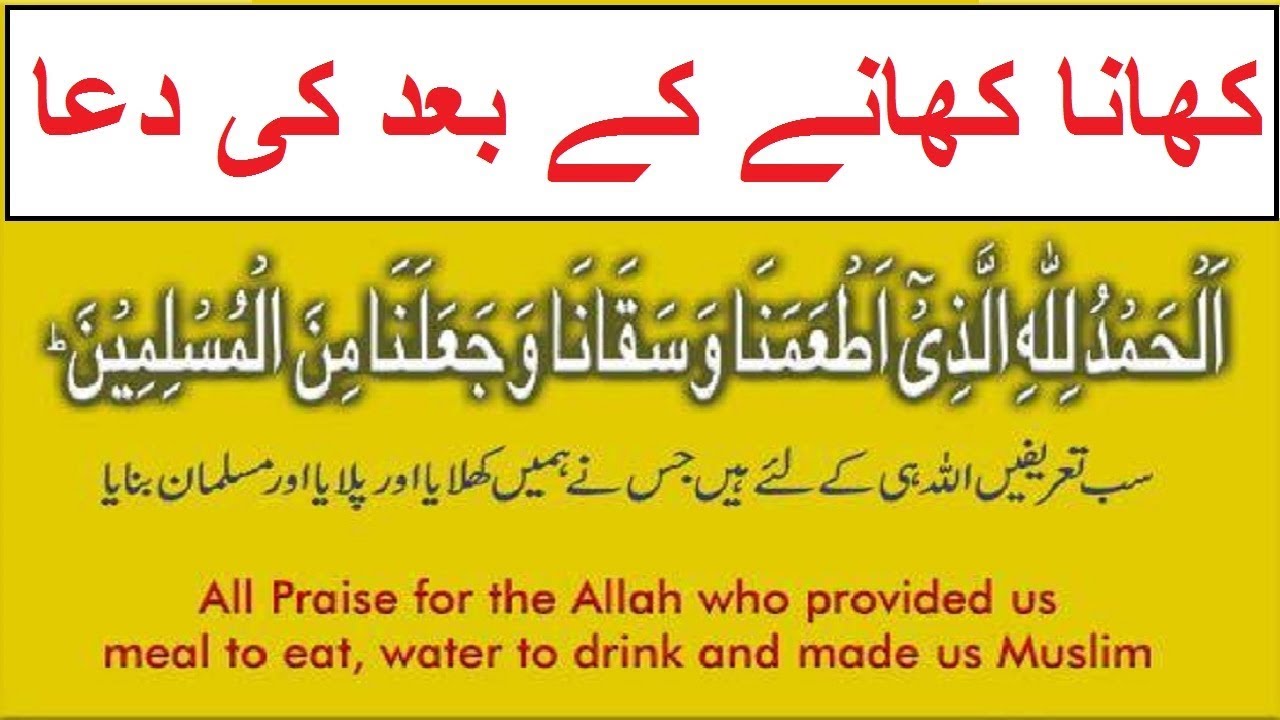 کھانا کھانے کے بعد کی دعا
اَلْحَمْدُ لِلّٰهِ الَّذِیْۤ اَطْعَمَنَا وَ سَقَانَا وَ جَعَلَنَا مِنَ الْمُسْلِمِیْنَ ؕ
سب تعریفیں اللہ ہی کے لئے ہیں جس نے ہمیں کھلایا اور پلایا اور مسلمان بنایا
All Praise for the Allah who provided us
meal to eat, water to drink and made us Muslim